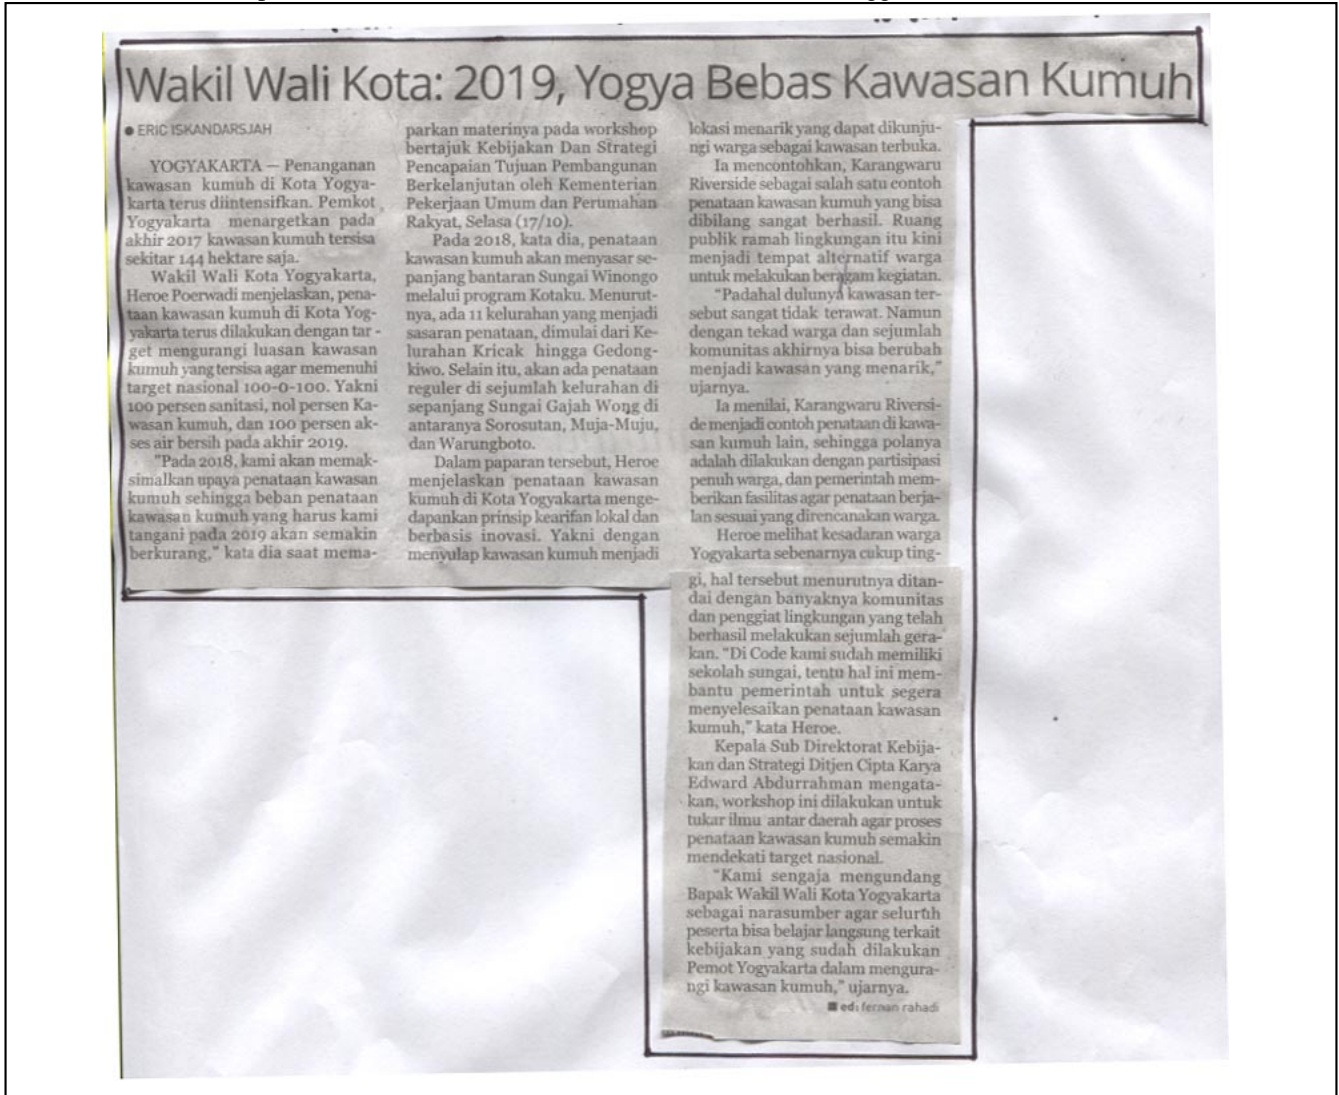 Wakil Wali Kota: 2019, Yogya Bebas Kawasan Kumuh
● ERIC ISKANDARSJAH
YOGYAKARTA — Penanganan
kawasan kumuh di Kota Yogya-
karta terus diintensifkan. Pemkot
Yogyakarta menargetkan pada
akhir 2017 kawasan kumuh tersisa
sekitar 144 hektare saja.
Wakil Wali Kota Yogyakarta,
Heroe Poerwadi menjelaskan, pena-
taan kawasan kumuh di Kota Yog-
yakarta terus dilakukan dengan tar-
get mengurangi luasan kawasan
kumuh yang tersisa agar memenuhi
target nasional 100-0-100. Yakni
100 persen sanitasi, nol persen Ka-
wasan kumuh, dan 100 persen ak-
ses air bersih pada akhir 2019.
"Pada 2018, kami akan memak-
simalkan upaya penataan kawasan
kumuh sehingga beban penataan
kawasan kumuh yang harus kami
tangani pada 2019 akan semakin
berkurang," kata dia saat mema-
parkan materinya pada workshop
bertajuk Kebijakan Dan Strategi
Pencapaian Tujuan Pembangunan
Berkelanjutan oleh Kementerian
Pekerjaan Umum dan Perumahan
Rakyat, Selasa (17/10).
Pada 2018, kata dia, penataan
kawasan kumuh akan menyasar se-
panjang bantaran Sungai Winongo
melalui program Kotaku. Menurut-
nya, ada 11 kelurahan yang menjadi
sasaran penataan, dimulai dari Ke-
lurahan Kricak hingga Gedong-
kiwo. Selain itu, akan ada penataan
reguler di sejumlah kelurahan di
sepanjang Sungai Gajah Wong di
antaranya Sorosutan, Muja-Muju,
dan Warungboto.
Dalam paparan tersebut, Heroe
menjelaskan penataan kawasan
kumuh di Kota Yogyakarta menge-
dapankan prinsip kearifan lokal dan
berbasis inovasi. Yakni dengan
menyulap kawasan kumuh menjadi
lokasi menarik yang dapat dikunju-
ngi warga sebagai kawasan terbuka.
Ia mencontohkan, Karangwaru
Riverside sebagai salah satu contoh
penataan kawasan kumuh yang bisa
dibilang sangat berhasil. Ruang
publik ramah lingkungan itu kini
menjadi tempat alternatif warga
untuk melakukan beragam kegiatan.
"Padahal dulunya kawasan ter-
sebut sangat tidak terawat. Namun
dengan tekad warga dan sejumlah
komunitas akhirnya bisa berubah
menjadi kawasan yang menarik,"
ujarnya.
Ia menilai, Karangwaru Riversi-
de menjadi contoh penataan di kawa-
san kumuh lain, sehingga polanya
adalah dilakukan dengan partisipasi
penuh warga, dan pemerintah mem-
berikan fasilitas agar penataan berja-
lan sesuai yang direncanakan warga.
Heroe melihat kesadaran warga
Yogyakarta sebenarnya cukup ting-
gi, hal tersebut menurutnya ditan-
dai dengan banyaknya komunitas
dan penggiat lingkungan yang telah
berhasil melakukan sejumlah gera-
kan. "Di Code kami sudah memiliki
sekolah sungai, tentu hal ini mem-
bantu pemerintah untuk segera
menyelesaikan penataan kawasan
kumuh," kata Heroe.
Kepala Sub Direktorat Kebija-
kan dan Strategi Ditjen Cipta Karya
Edward Abdurrahman mengata-
kan, workshop ini dilakukan untuk
tukar ilmu antar daerah agar proses
penataan kawasan kumuh semakin
mendekati target nasional.
"Kami sengaja mengundang
Bapak Wakil Wali Kota Yogyakarta
sebagai narasumber agar seluruh
peserta bisa belajar langsung terkait
kebijakan yang sudah dilakukan
Pemot Yogyakarta dalam mengura-
ngi kawasan kumuh," ujarnya.
■ edi fernan rahadi